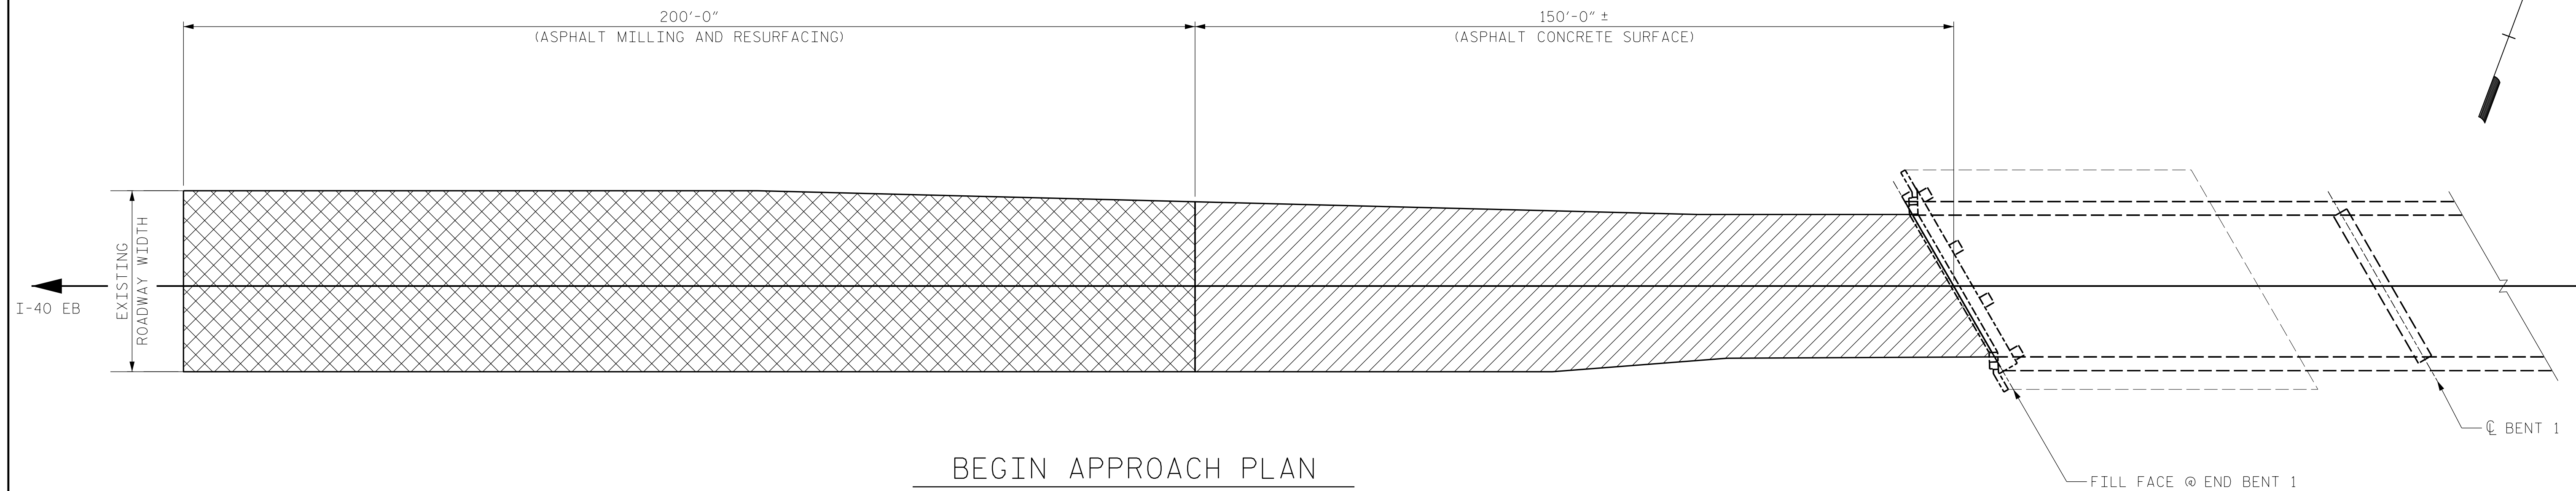 200'-0"
(ASPHALT MILLING AND RESURFACING)
150'-0" ±
(ASPHALT CONCRETE SURFACE)
EXISTING
ROADWAY WIDTH
I-40 EB
℄ BENT 1
FILL FACE @ END BENT 1
BEGIN APPROACH PLAN